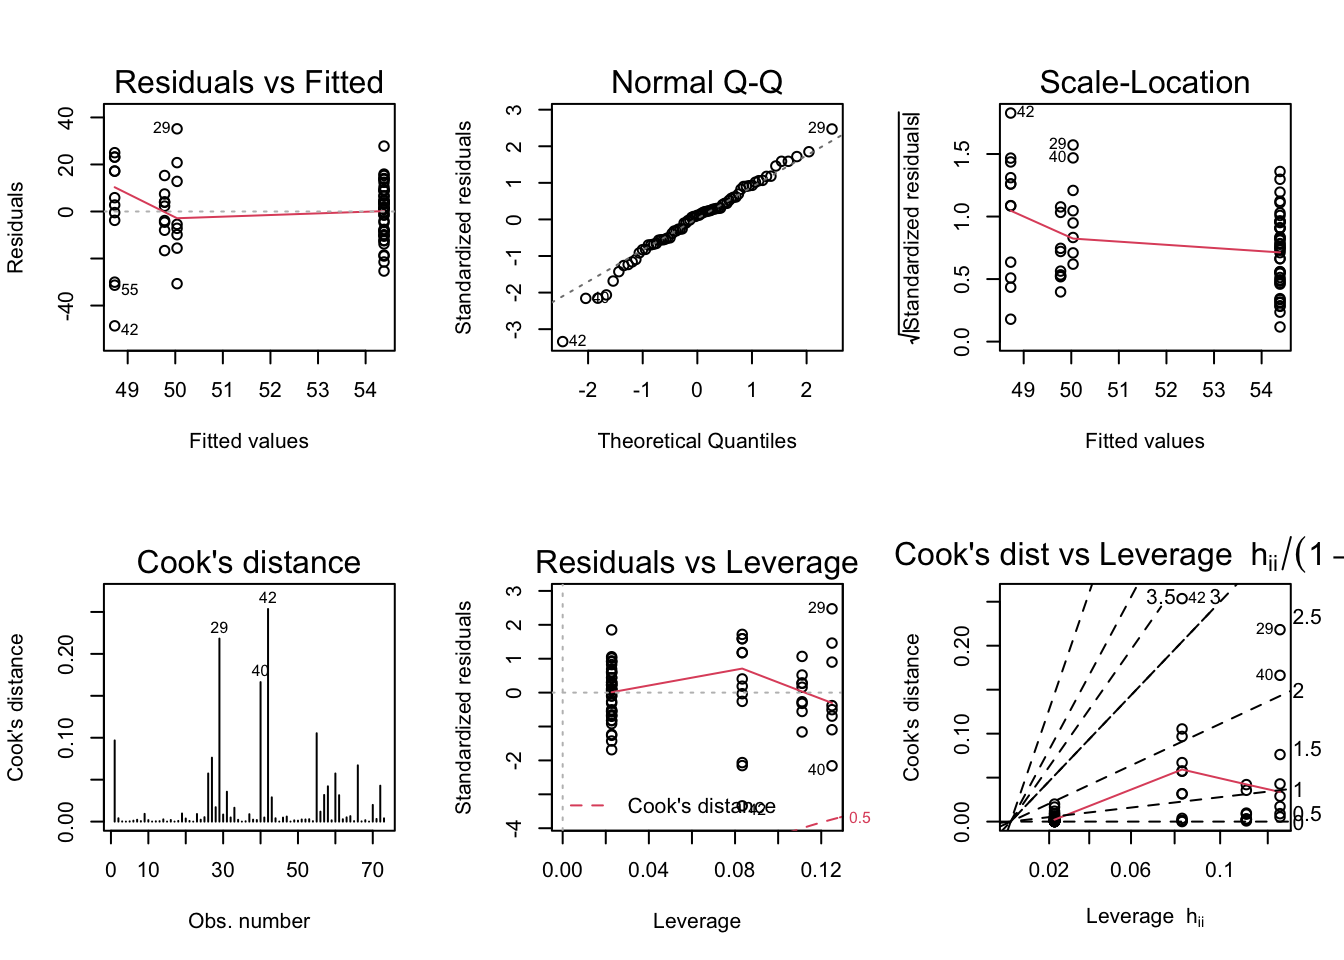 Residuals vs Fitted
Residuals
40
20
0
-40
29
55
42
49 50 51 52 53 54
Fitted values
Normal Q-Q
Standardized residuals
3
2
1
0
-1
-2
-3
29
42
-2 -1 0 1 2
Theoretical Quantiles
Scale-Location
√|Standardized residuals|
1.5
1.0
0.5
0.0
42
29
40
49 50 51 52 53 54
Fitted values
Cook's distance
Cook's distance
0.20
0.10
0.00
42
29
40
0 10 30 50 70
Obs. number
Residuals vs Leverage
Standardized residuals
3
2
1
0
-2
-4
29
40
42
Cook's distance
0.5
0.00 0.04 0.08 0.12
Leverage
Cook's dist vs Leverage hii/(1 −
Cook's distance
0.20
0.10
0.00
3.5 42 3
29
40
2.5
2
1.5
1
0.5
0
0.02 0.06 0.1
Leverage hii